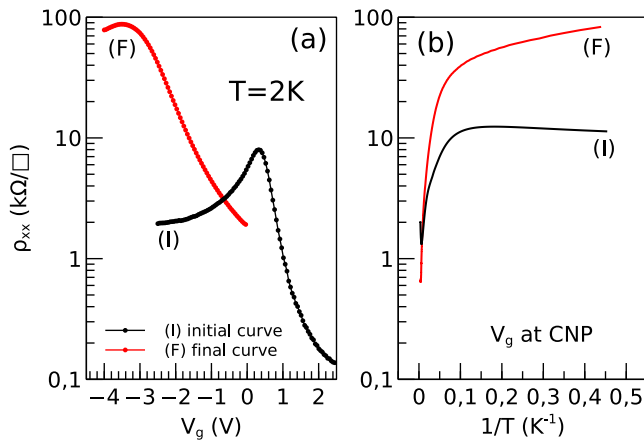 (a)
(b)
100
10
1
0,1
ρxx (kΩ/□)
(F)
T=2K
(I)
(I) initial curve
(F) final curve
−4 −3 −2 −1 0 1 2
Vg (V)
100
10
1
0,1
(F)
(I)
Vg at CNP
0 0,1 0,2 0,3 0,4 0,5
1/T (K-1)